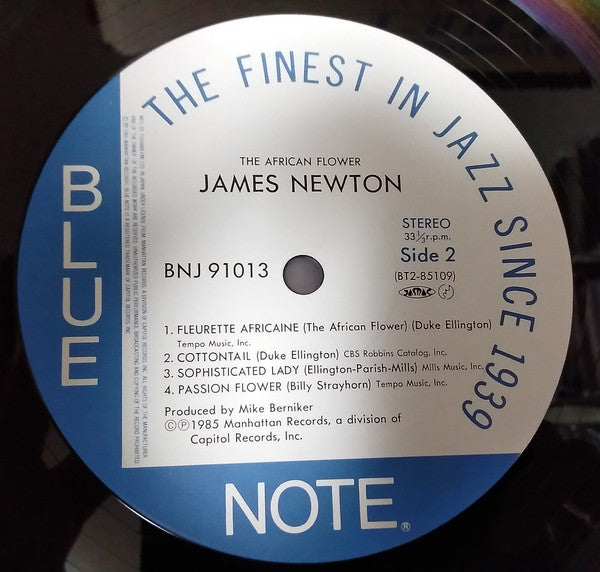 THE FINEST IN JAZZ SINCE 1939
THE AFRICAN FLOWER
JAMES NEWTON
STEREO
33⅓r.p.m.
BNJ 91013
Side 2
(BT2-85109)
JASRAC
1. FLEURETTE AFRICAINE (The African Flower) (Duke Ellington)
Tempo Music, Inc.
2. COTTONTAIL (Duke Ellington) CBS Robbins Catalog, Inc.
3. SOPHISTICATED LADY (Ellington-Parish-Mills) Mills Music, Inc.
4. PASSION FLOWER (Billy Strayhorn) Tempo Music, Inc.
Produced by Mike Berniker
©℗1985 Manhattan Records, a division of
Capitol Records, Inc.
BLUE
NOTE®